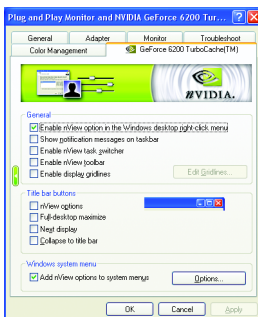 Plug and Play Monitor and NVIDIA GeForce 6200 Tur...
General Adapter Monitor Troubleshoot
Color Management GeForce 6200 TurboCache(TM)
NVIDIA.
General
Enable nView option in the Windows desktop right-click menu
Show notification messages on taskbar
Enable nView task switcher
Enable nView toolbar
Enable display gridlines Edit Gridlines...
Title bar buttons
nView options
Full-desktop maximize
Next display
Collapse to title bar
Windows system menu
Add nView options to system menus Options...
OK Cancel Apply